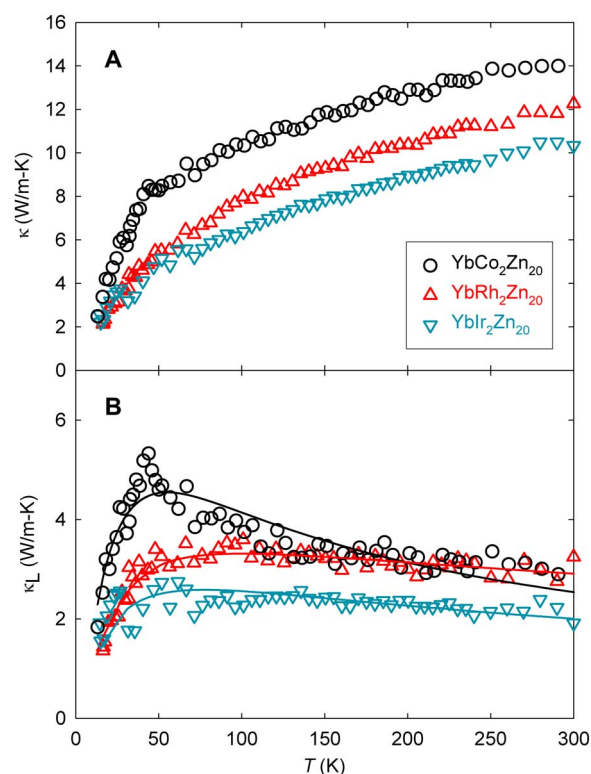 16
A
14
12
10
κ (W/m-K)
8
6
4
2
0
YbCo₂Zn₂₀
YbRh₂Zn₂₀
YbIr₂Zn₂₀
B
6
4
κL (W/m-K)
2
0
0 50 100 150 200 250 300
T (K)